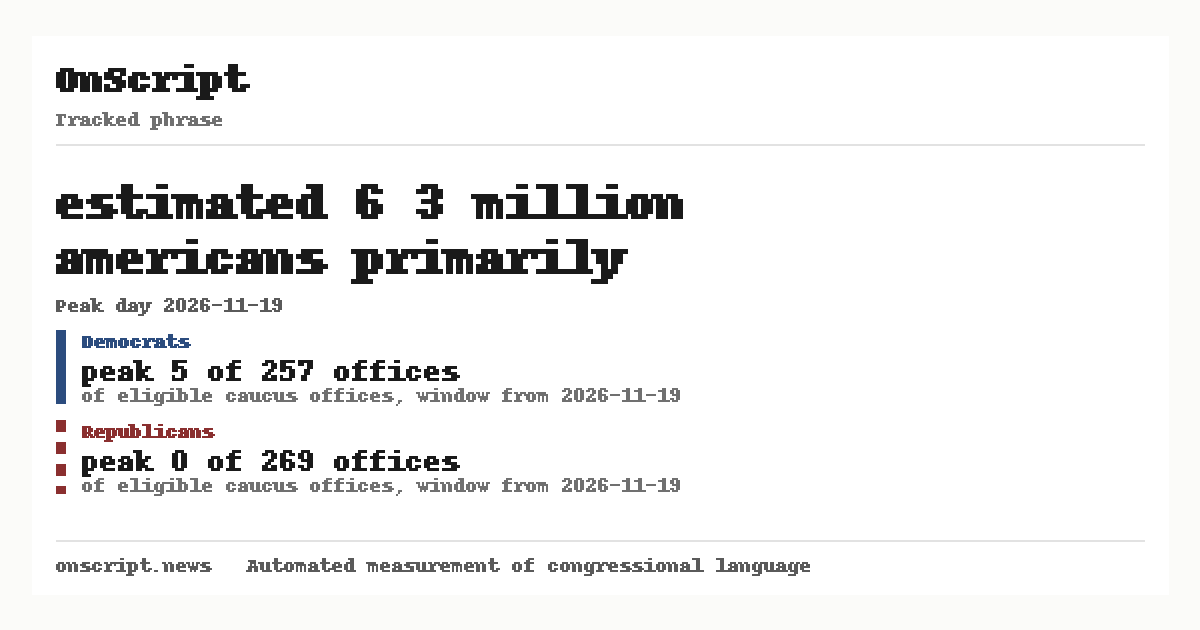 OnScript
Tracked phrase
estimated 6 3 million
americans primarily
Peak day 2026-11-19
Democrats
peak 5 of 257 offices
of eligible caucus offices, window from 2026-11-19
Republicans
peak 0 of 269 offices
of eligible caucus offices, window from 2026-11-19
onscript.news Automated measurement of congressional language